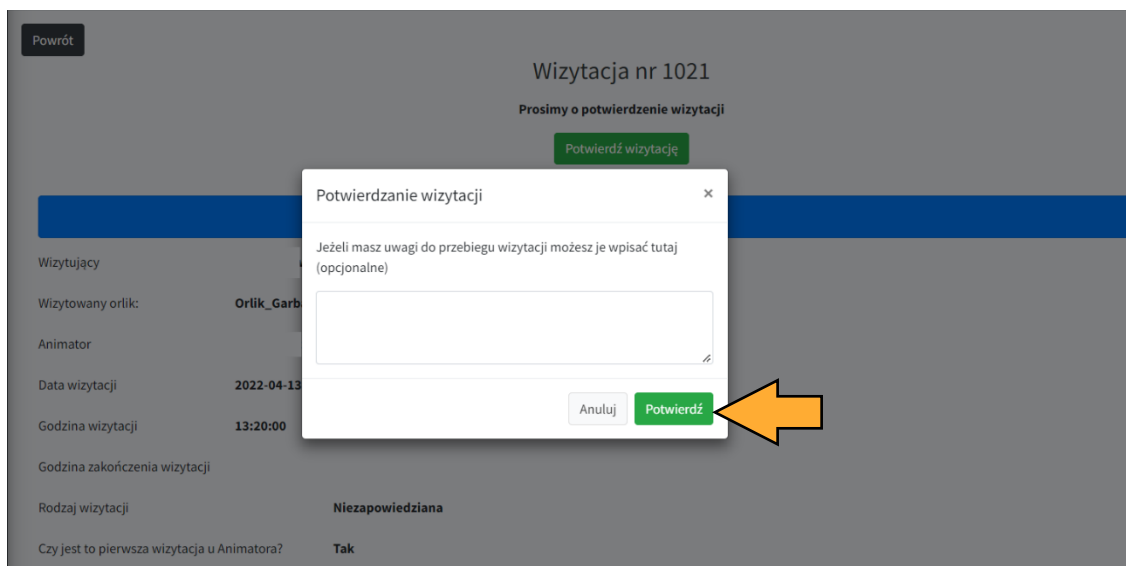 Powrót
Wizytacja nr 1021
Prosimy o potwierdzenie wizytacji
Potwierdź wizytację
Potwierdzanie wizytacji ×
Jeżeli masz uwagi do przebiegu wizytacji możesz je wpisać tutaj
(opcjonalne)
Anuluj Potwierdź
Wizytujący
Wizytowany orlik: Orlik_Garb
Animator
Data wizytacji 2022-04-13
Godzina wizytacji 13:20:00
Godzina zakończenia wizytacji
Rodzaj wizytacji Niezapowiedziana
Czy jest to pierwsza wizytacja u Animatora? Tak